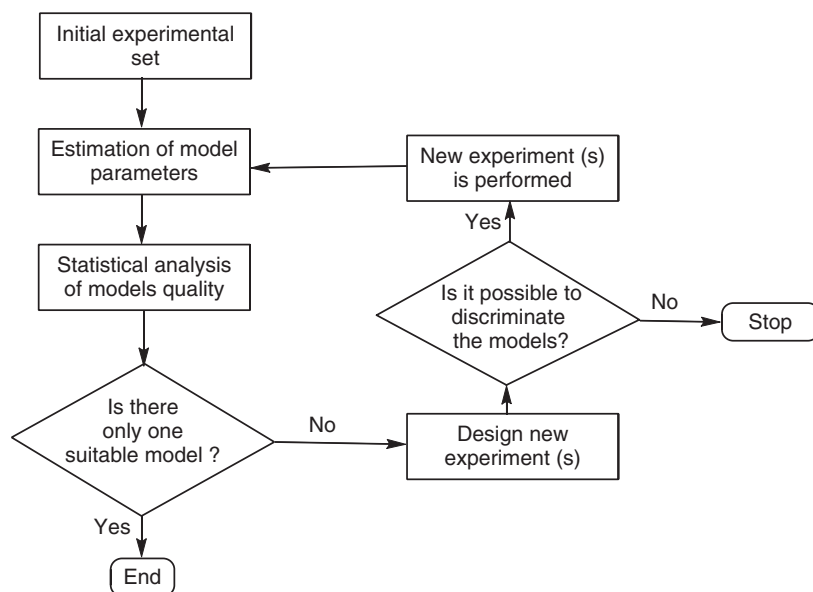 Initial experimental
set
Estimation of model
parameters
Statistical analysis
of models quality
Is there
only one
suitable model ?
Yes
End
No
Design new
experiment (s)
Is it possible to
discriminate
the models?
No
Stop
Yes
New experiment (s)
is performed